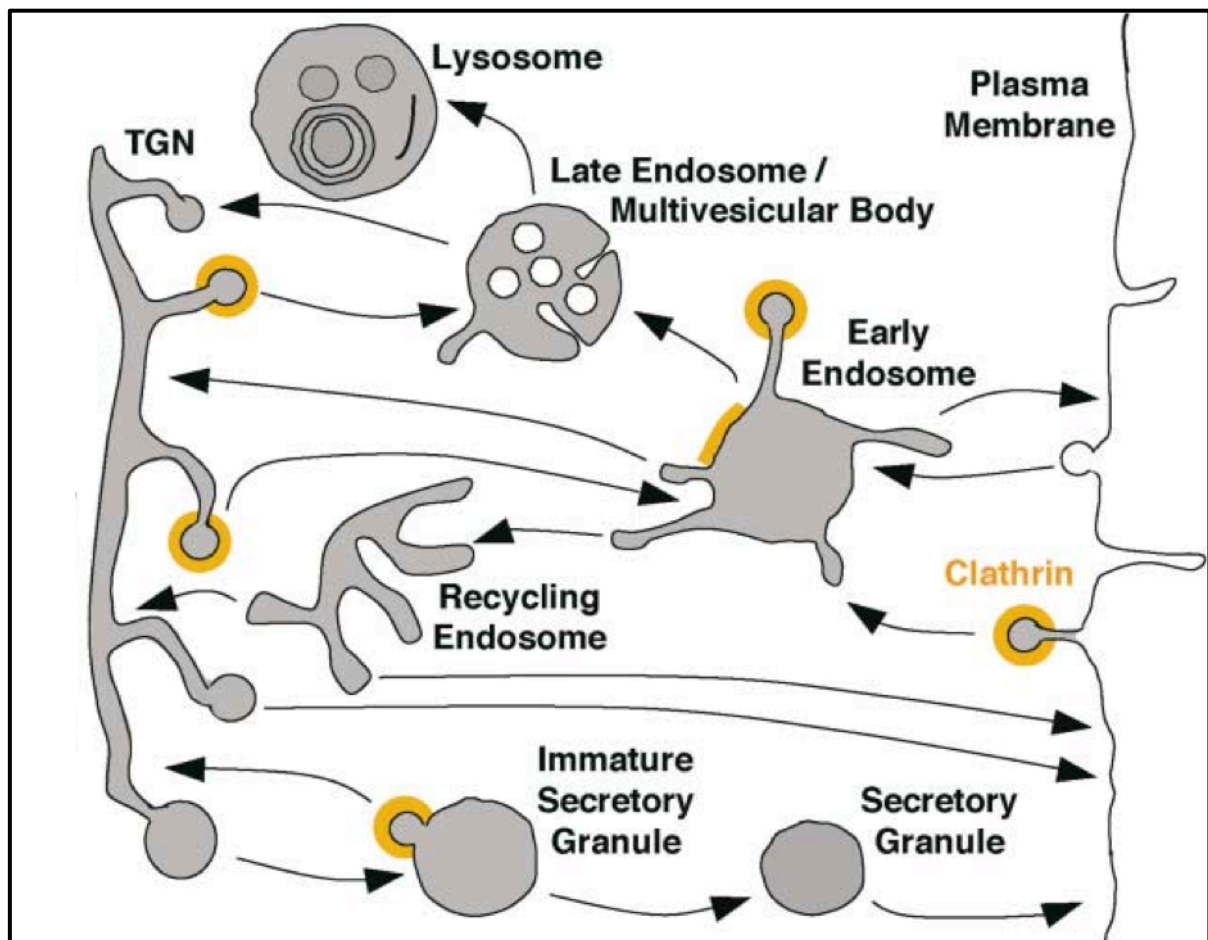 Lysosome
Plasma
Membrane
TGN
Late Endosome /
Multivesicular Body
Early
Endosome
Clathrin
Recycling
Endosome
Immature
Secretory
Granule
Secretory
Granule